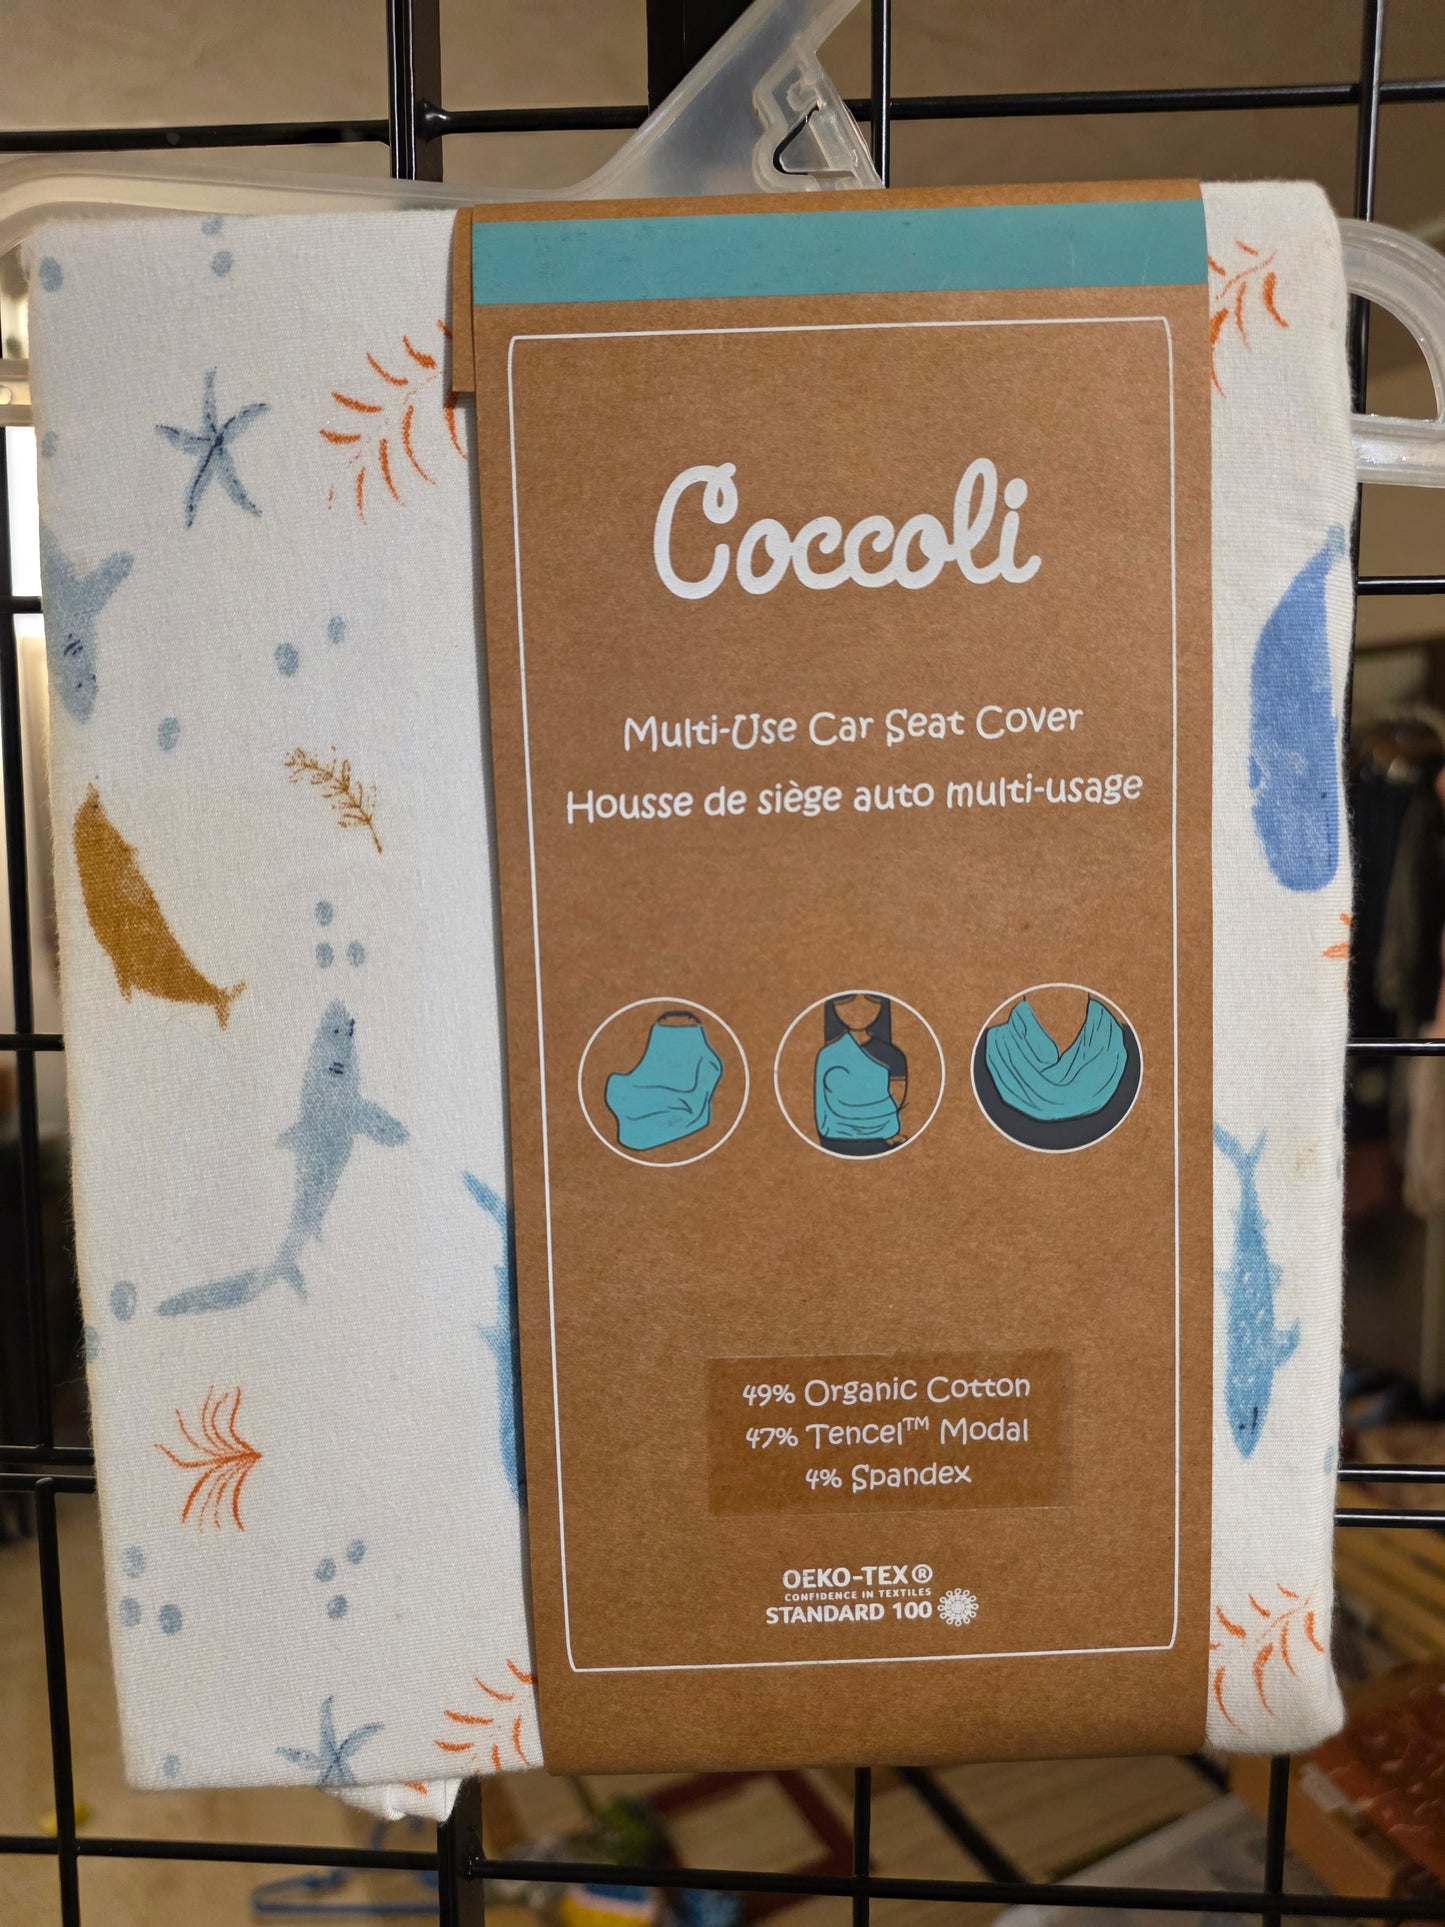 Coccoli
Multi-Use Car Seat Cover
Housse de siège auto multi-usage
49% Organic Cotton
47% Tencel™ Modal
4% Spandex
OEKO-TEX®
CONFIDENCE IN TEXTILES
STANDARD 100